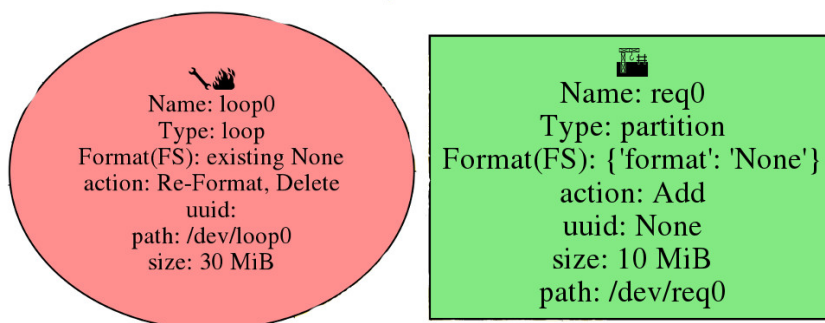 Name: loop0
Type: loop
Format(FS): existing None
action: Re-Format, Delete
uuid:
path: /dev/loop0
size: 30 MiB
Name: req0
Type: partition
Format(FS): {'format': 'None'}
action: Add
uuid: None
size: 10 MiB
path: /dev/req0